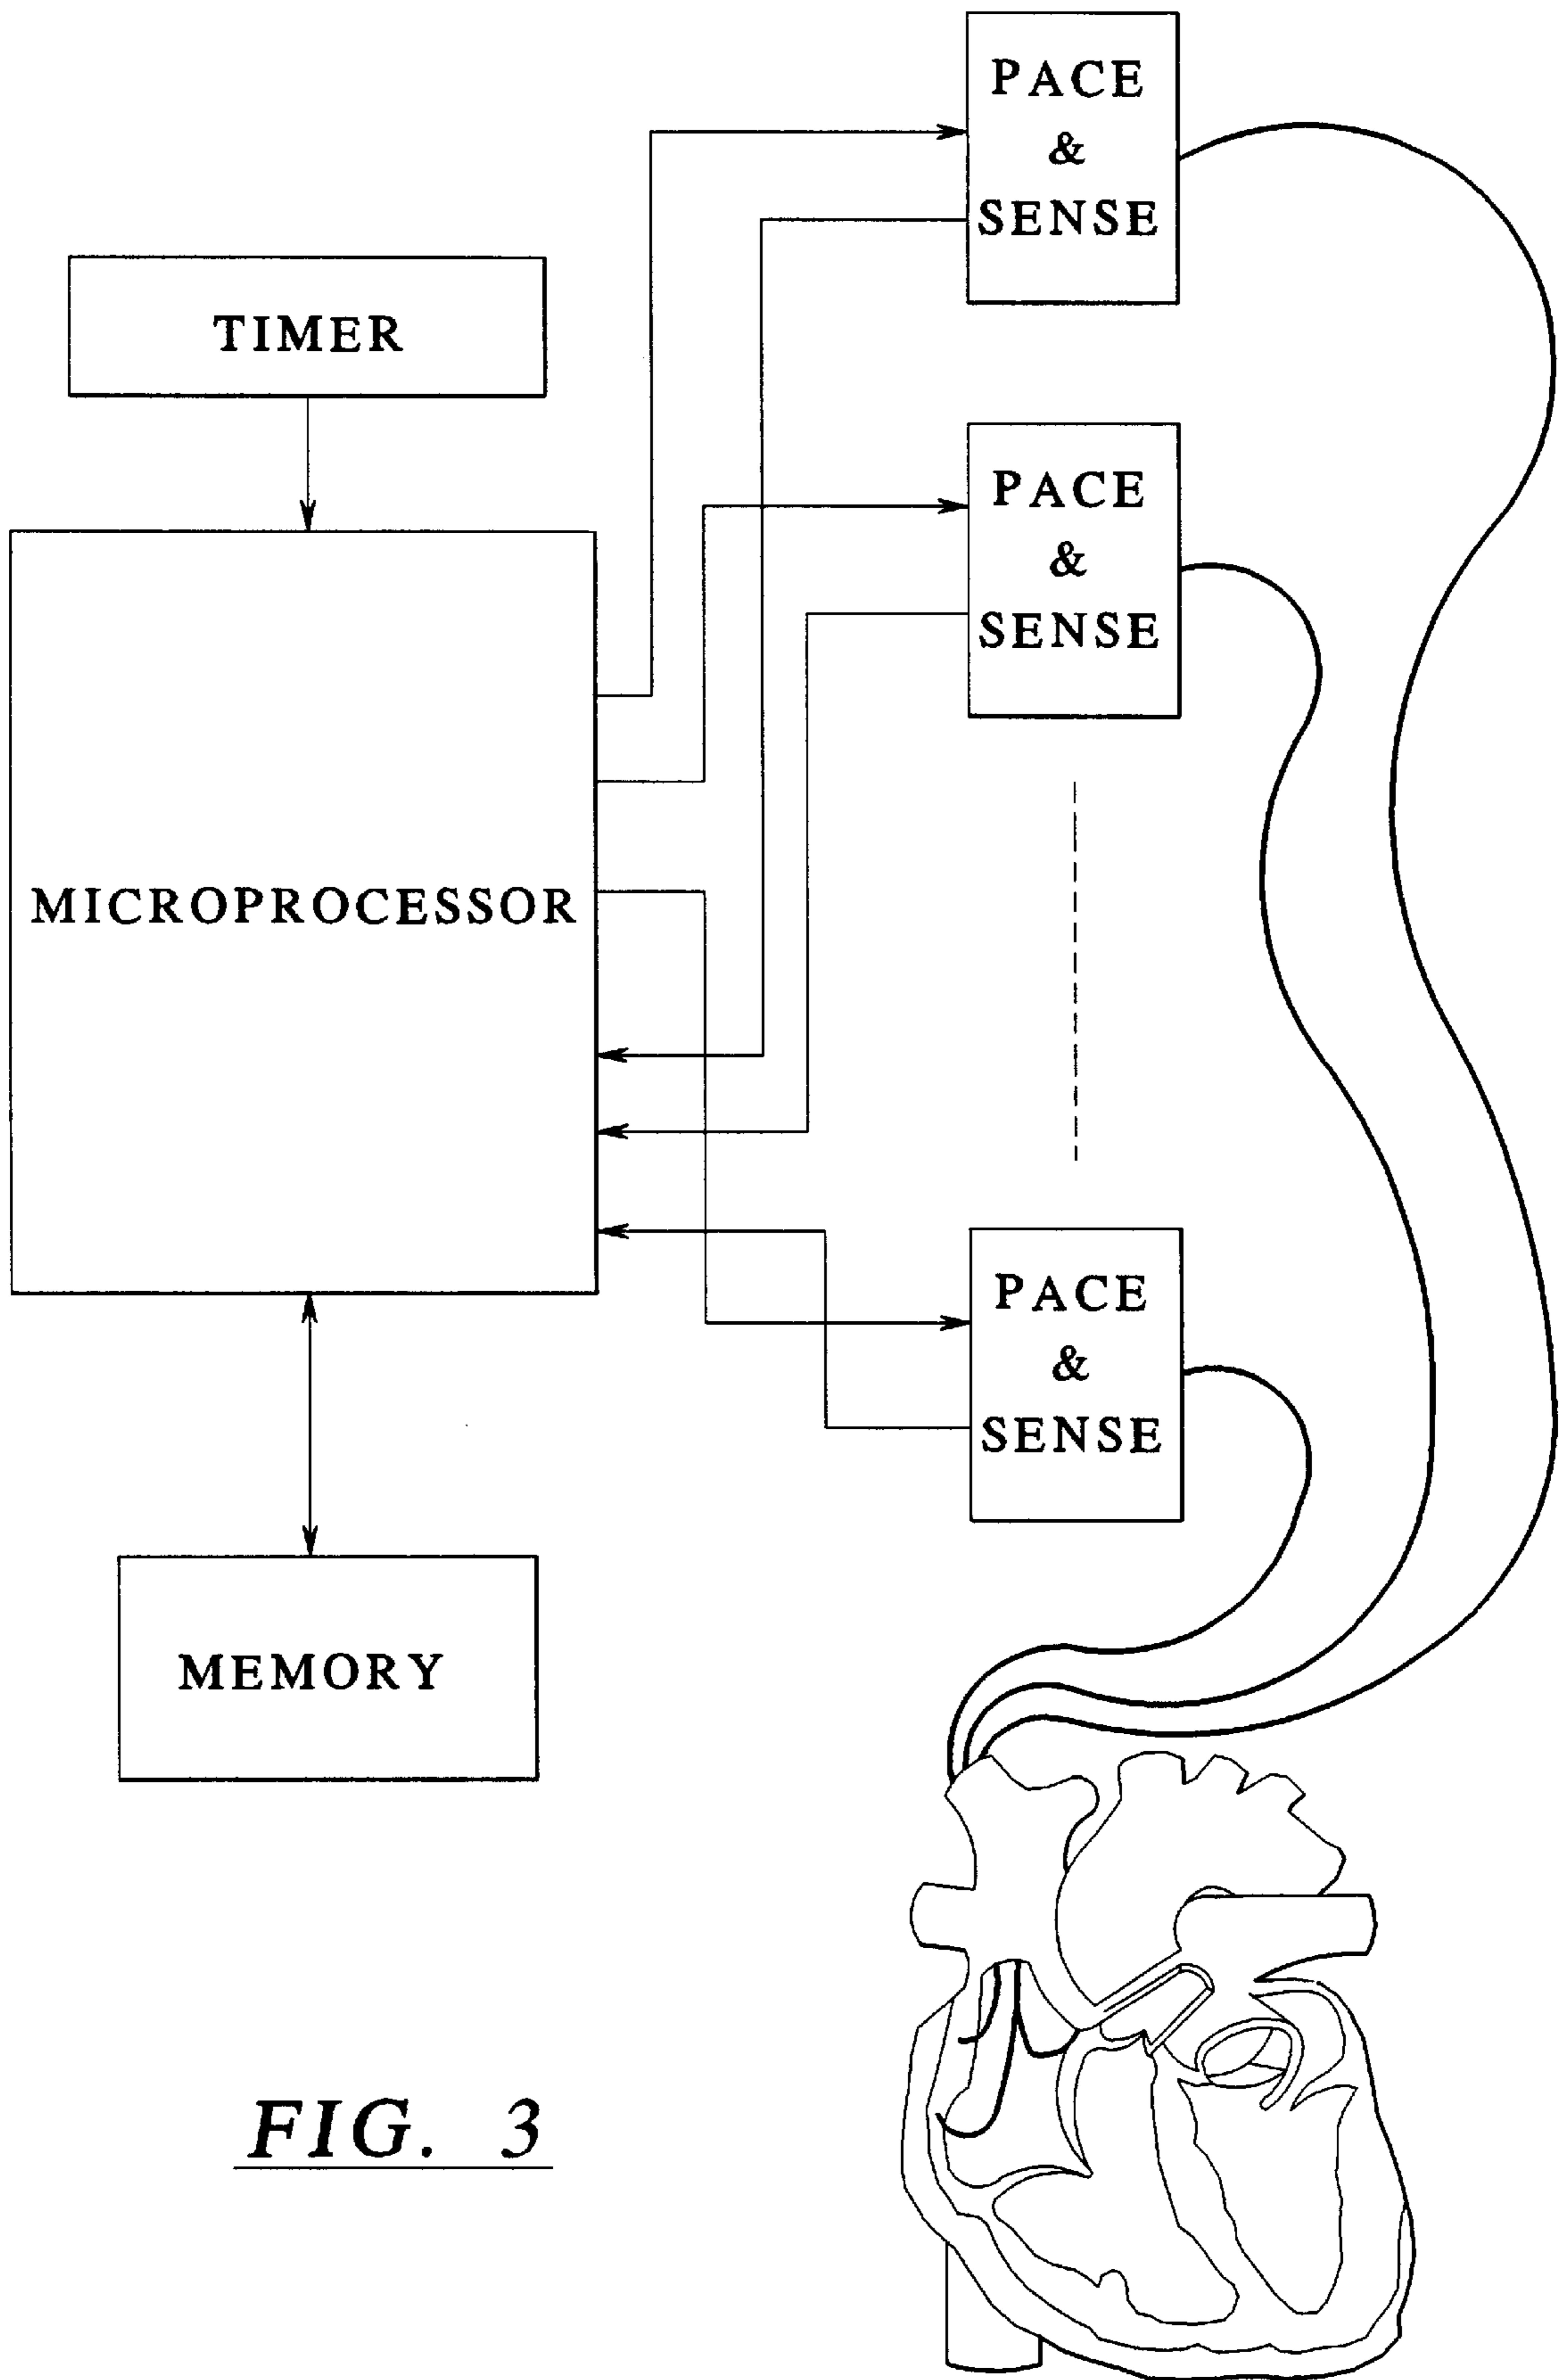 PACE
&
SENSE
TIMER
PACE
&
SENSE
MICROPROCESSOR
PACE
&
SENSE
MEMORY
FIG. 3